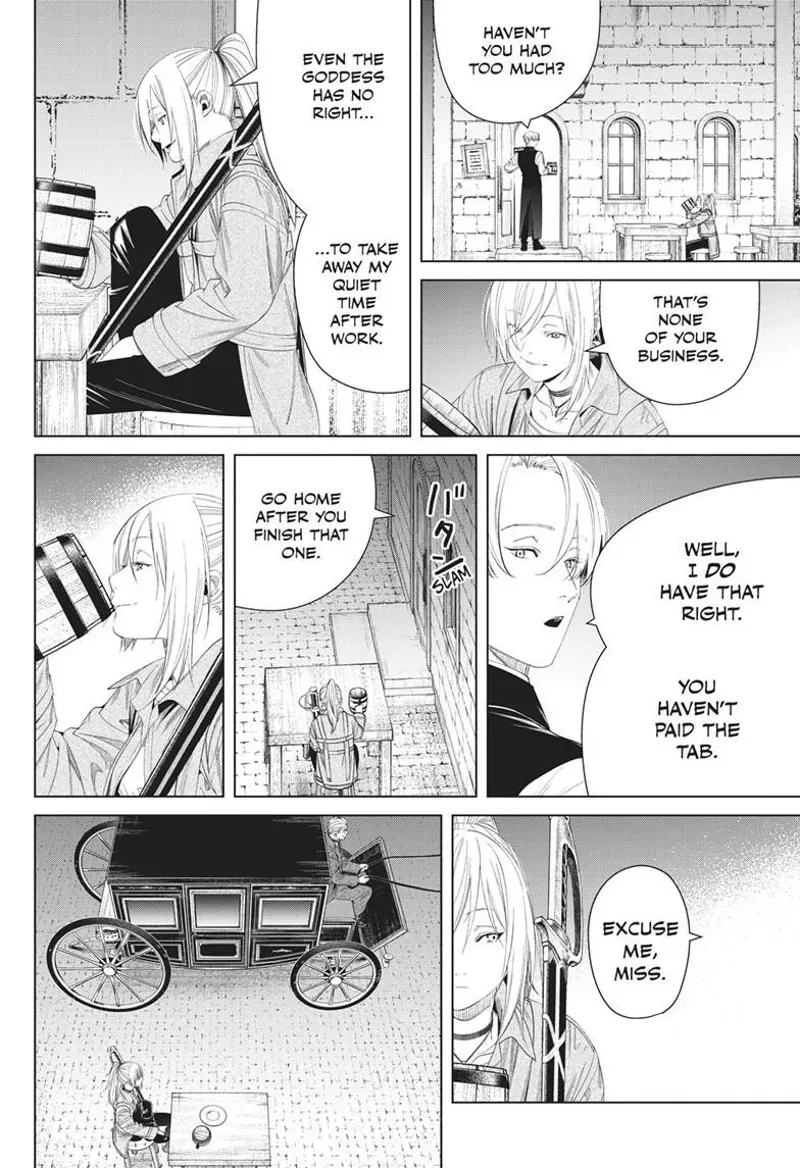 HAVEN'T
YOU HAD
TOO MUCH?
THAT'S
NONE
OF YOUR
BUSINESS.
EVEN THE
GODDESS
HAS NO
RIGHT...
...TO TAKE
AWAY MY
QUIET
TIME
AFTER
WORK.
WELL,
I DO
HAVE THAT
RIGHT.
YOU
HAVEN'T
PAID THE
TAB.
バタン
SLAM
GO HOME
AFTER YOU
FINISH THAT
ONE.
EXCUSE
ME,
MISS.